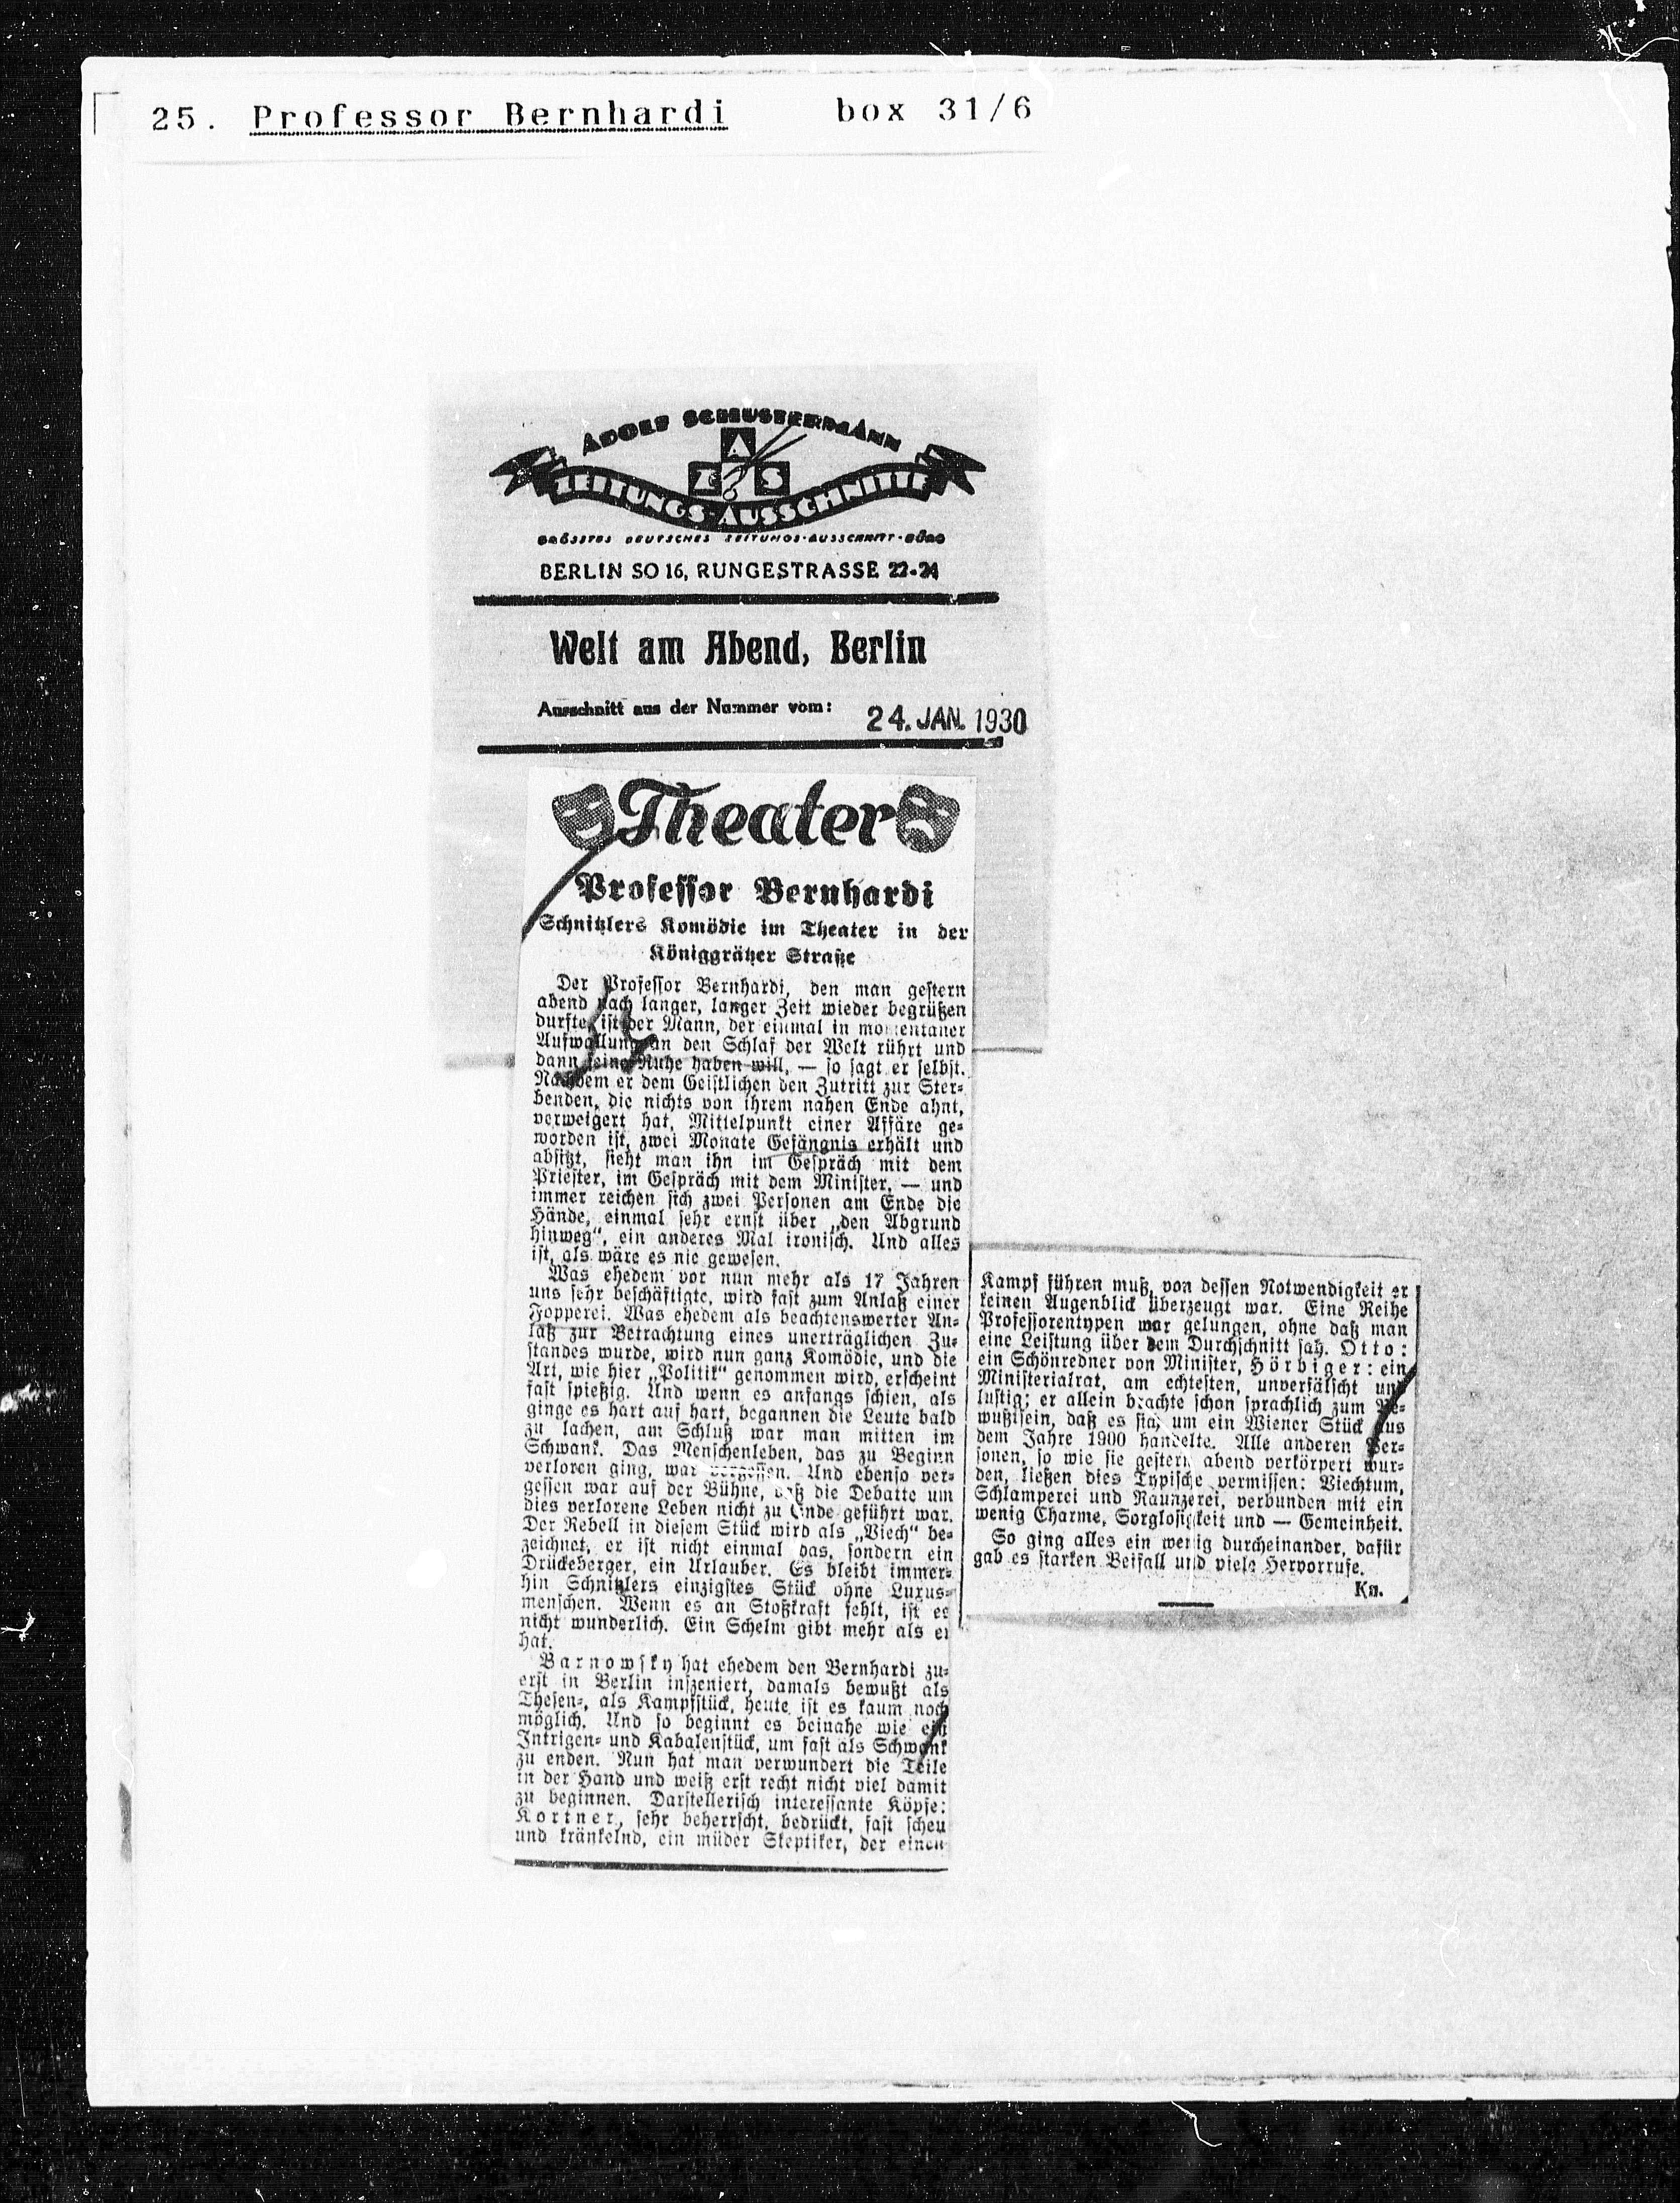 25. Professor Bernhardi box 31/6
ADOLF SCHUSTERMANN
A
Z S
ZEITUNGS-AUSSCHNITTE
GRÖSSTES DEUTSCHES ZEITUNGS-AUSSCHNITT-BÜRO
BERLIN SO 16, RUNGESTRASSE 22-24
Welt am Abend, Berlin
Ausschnitt aus der Nummer vom: 24. JAN. 1930
Theater
Professor Bernhardi
Schnitzlers Komödie im Theater in der
Königgrätzer Straße
Der Professor Bernhardi, den man gestern
abend nach langer, langer Zeit wieder begrüßen
durfte, ist der Mann, der einmal in momentaner
Aufwallung an den Schlaf der Welt rührt und
dann seine Ruhe haben will, — so sagt er selbst.
Nachdem er dem Geistlichen den Zutritt zur Ster-
benden, die nichts von ihrem nahen Ende ahnt,
verweigert hat, Mittelpunkt einer Affäre ge-
worden ist, zwei Monate Gefängnis erhält und
absitzt, sieht man ihn im Gespräch mit dem
Priester, im Gespräch mit dem Minister, — und
immer reichen sich zwei Personen am Ende die
Hände, einmal sehr ernst über „den Abgrund
hinweg“, ein anderes Mal ironisch. Und alles
ist, als wäre es nie gewesen.
Was ehedem vor nun mehr als 17 Jahren
uns sehr beschäftigte, wird fast zum Anlaß einer
Fopperei. Was ehedem als beachtenswerter An-
laß zur Betrachtung eines unerträglichen Zu-
standes wurde, wird nun ganz Komödie, und die
Art, wie hier „Politik“ genommen wird, erscheint
fast spießig. Und wenn es anfangs schien, als
ginge es hart auf hart, begannen die Leute bald
zu lachen, am Schluß war man mitten im
Schwank. Das Menschenleben, das zu Beginn
verloren ging, war vergessen. Und ebenso ver-
gessen war auf der Bühne, daß die Debatte um
dies verlorene Leben nicht zu Ende geführt war.
Der Rebell in diesem Stück wird als „Viech“ be-
zeichnet, er ist nicht einmal das, sondern ein
Drückeberger, ein Urlauber. Es bleibt immer-
hin Schnitzlers einzigstes Stück ohne Luxus-
menschen. Wenn es an Stoßkraft fehlt, ist es
nicht wunderlich. Ein Schelm gibt mehr als er
hat.
Barnowsky hat ehedem den Bernhardi zu-
erst in Berlin inszeniert, damals bewußt als
Thesen-, als Kampfstück, heute ist es kaum noch
möglich. Und so beginnt es beinahe wie ein
Intrigen- und Kabalenstück, um fast als Schwank
zu enden. Nun hat man verwundert die Teile
in der Hand und weiß erst recht nicht viel damit
zu beginnen. Darstellerisch interessante Köpfe:
Kortner, sehr beherrscht, bedrückt, fast scheu
und kränkelnd, ein müder Skeptiker, der einen
Kampf führen muß, von dessen Notwendigkeit er
keinen Augenblick überzeugt war. Eine Reihe
Professorentypen war gelungen, ohne daß man
eine Leistung über dem Durchschnitt sah. Otto:
ein Schönredner von Minister, Hörbiger: ein
Ministerialrat, am echtesten, unverfälscht und
lustig; er allein brachte schon sprachlich zum Be-
wußtsein, daß es sich um ein Wiener Stück aus
dem Jahre 1900 handelte. Alle anderen Per-
sonen, so wie sie gestern abend verkörpert wur-
den, ließen dies Typische vermissen: Viechtum,
Schlamperei und Raunzerei, verbunden mit ein
wenig Charme, Sorglosigkeit und — Gemeinheit.
So ging alles ein wenig durcheinander, dafür
gab es starken Beifall und viele Hervorrufe.
Kn.